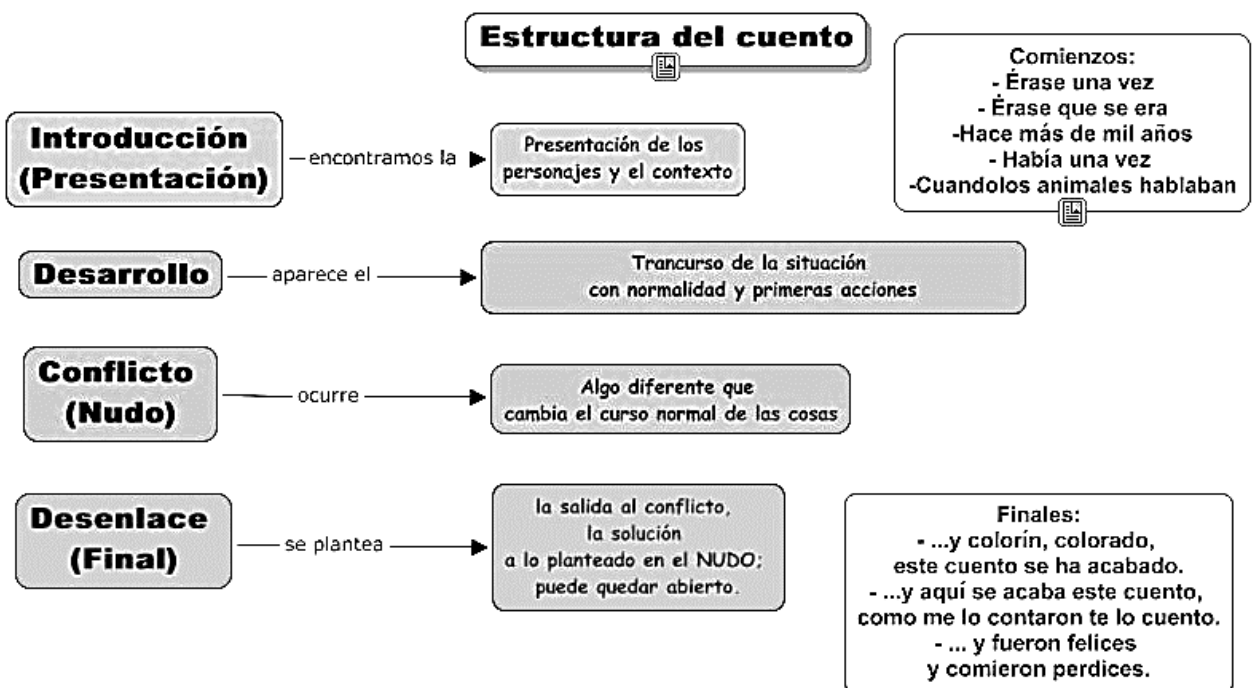 Estructura del cuento
Comienzos:
- Érase una vez
- Érase que se era
-Hace más de mil años
- Había una vez
-Cuandolos animales hablaban
Introducción
(Presentación)
encontramos la
Presentación de los
personajes y el contexto
Desarrollo
aparece el
Trancurso de la situación
con normalidad y primeras acciones
Conflicto
(Nudo)
ocurre
Algo diferente que
cambia el curso normal de las cosas
Desenlace
(Final)
se plantea
la salida al conflicto,
la solución
a lo planteado en el NUDO;
puede quedar abierto.
Finales:
- ...y colorín, colorado,
este cuento se ha acabado.
- ...y aquí se acaba este cuento,
como me lo contaron te lo cuento.
- ... y fueron felices
y comieron perdices.